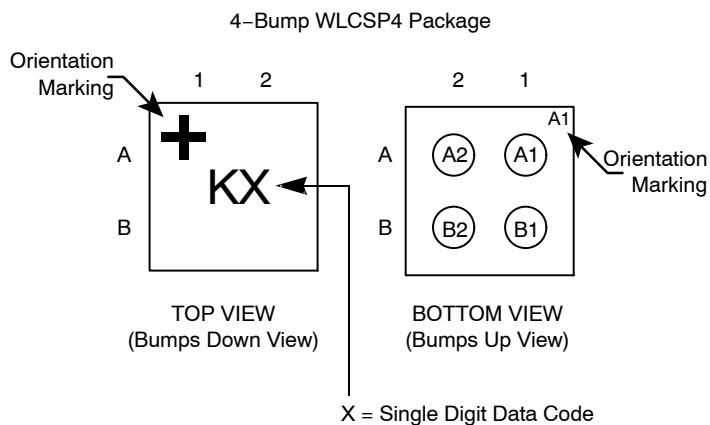 4−Bump WLCSP4 Package
Orientation
Marking
1 2
A
B
KX
TOP VIEW
(Bumps Down View)
2 1
A1
A
A2 A1
Orientation
Marking
B
B2 B1
BOTTOM VIEW
(Bumps Up View)
X = Single Digit Data Code